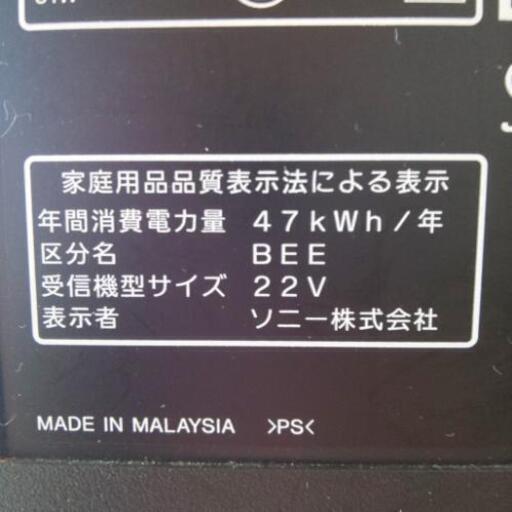 家庭用品品質表示法による表示
年間消費電力量 47kWh/年
区分名 BEE
受信機型サイズ 22V
表示者 ソニー株式会社
MADE IN MALAYSIA >PS<